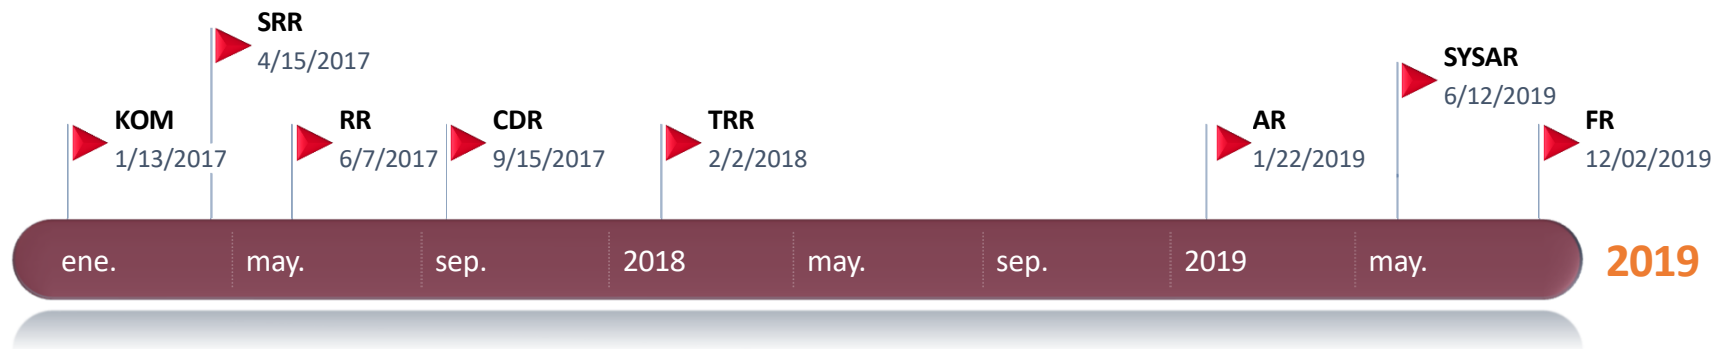 SRR
4/15/2017
KOM
1/13/2017
RR
6/7/2017
CDR
9/15/2017
TRR
2/2/2018
AR
1/22/2019
SYSAR
6/12/2019
FR
12/02/2019
ene.
may.
sep.
2018
may.
sep.
2019
may.
2019